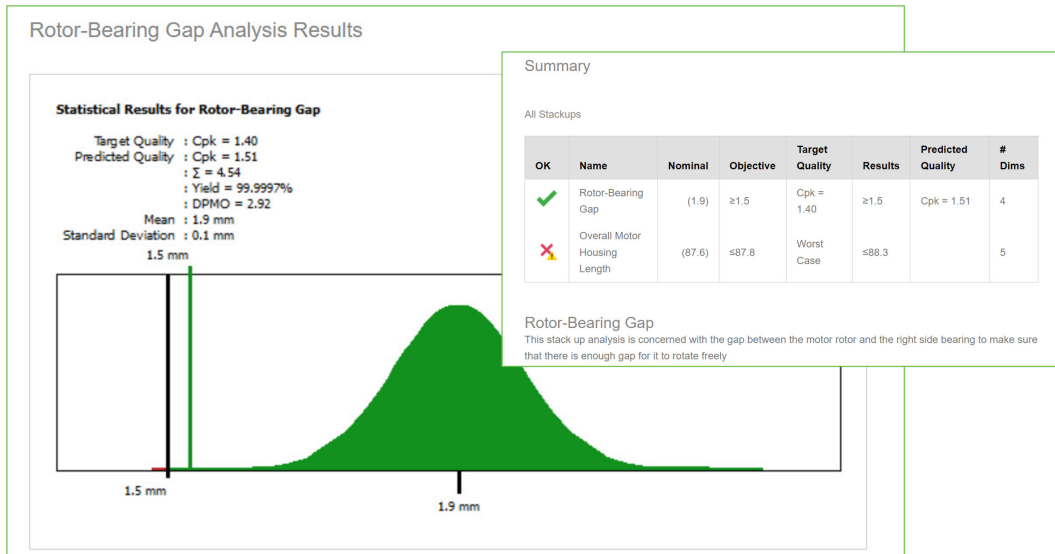 Rotor-Bearing Gap Analysis Results
Statistical Results for Rotor-Bearing Gap
Target Quality : Cpk = 1.40
Predicted Quality : Cpk = 1.51
: Σ = 4.54
: Yield = 99.9997%
: DPMO = 2.92
Mean : 1.9 mm
Standard Deviation : 0.1 mm
1.5 mm
1.5 mm
1.9 mm
Summary
All Stackups
OK Name Nominal Objective Target Quality Results Predicted Quality # Dims
Rotor-Bearing Gap (1.9) ≥1.5 Cpk = 1.40 ≥1.5 Cpk = 1.51 4
Overall Motor Housing Length (87.6) ≤87.8 Worst Case ≤88.3 5
Rotor-Bearing Gap
This stack up analysis is concerned with the gap between the motor rotor and the right side bearing to make sure
that there is enough gap for it to rotate freely